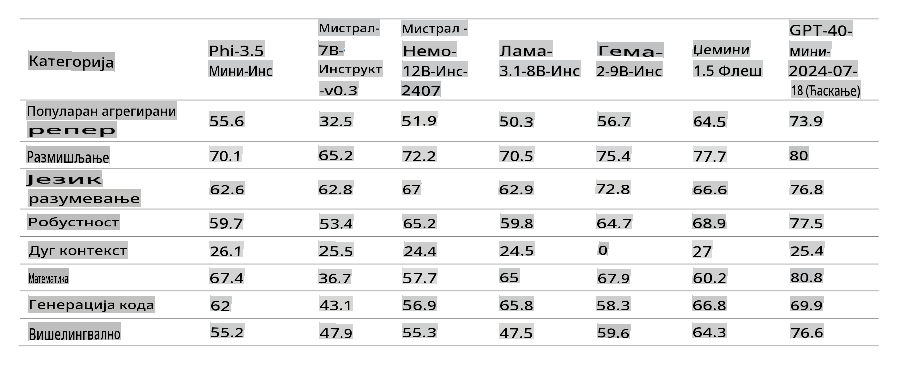 Категорија Phi-3.5 Мини-Инс Мистрал-7В-Инструкт-v0.3 Мистрал - Немо-12В-Инс-2407 Лама-3.1-8В-Инс Гема-2-9В-Инс Џемини 1.5 Флеш GPT-40-мини-2024-07-18 (Ћаскање)
Популаран агрегирани репер 55.6 32.5 51.9 50.3 56.7 64.5 73.9
Размишљање 70.1 65.2 72.2 70.5 75.4 77.7 80
Језик разумевање 62.6 62.8 67 62.9 72.8 66.6 76.8
Робустност 59.7 53.4 65.2 59.8 64.7 68.9 77.5
Дуг контекст 26.1 25.5 24.4 24.5 0 27 25.4
Математика 67.4 36.7 57.7 65 67.9 60.2 80.8
Генерација кода 62 43.1 56.9 65.8 58.3 66.8 69.9
Вишелингвално 55.2 47.9 55.3 47.5 59.6 64.3 76.6